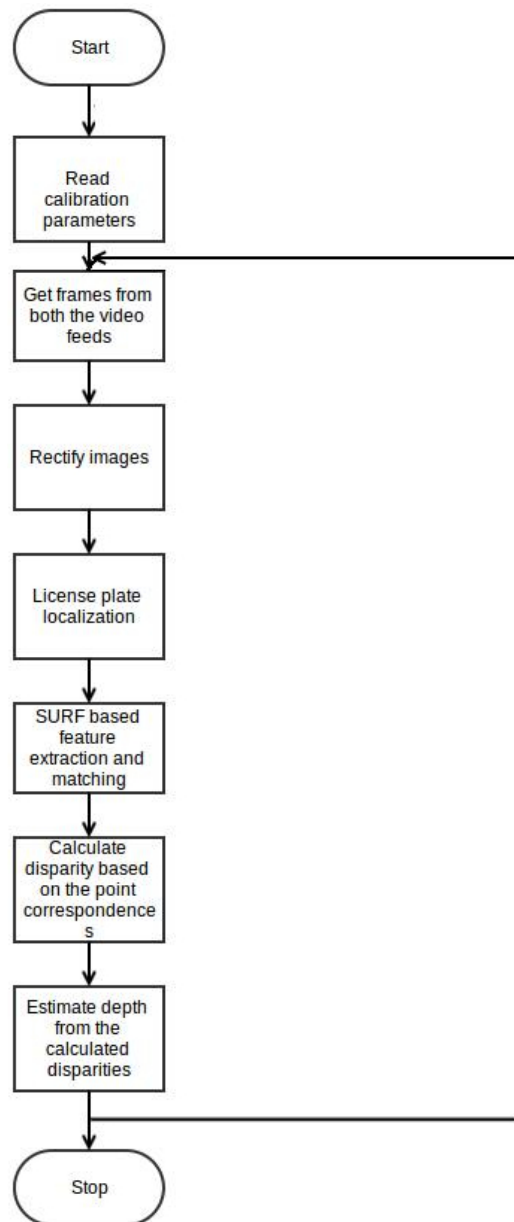 Start
Read
calibration
parameters
Get frames from
both the video
feeds
Rectify images
License plate
localization
SURF based
feature
extraction and
matching
Calculate
disparity based
on the point
correspondence
s
Estimate depth
from the
calculated
disparities
Stop